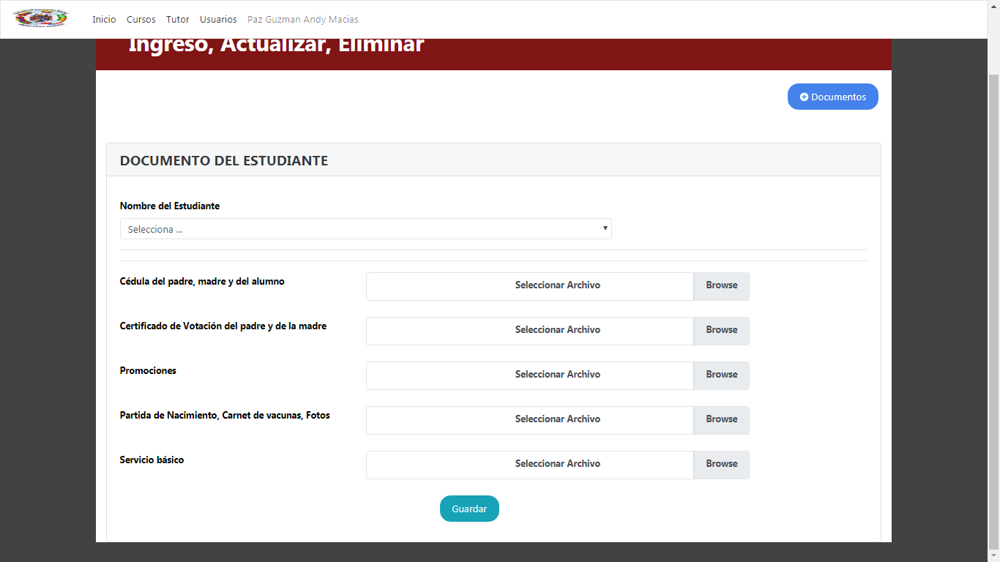 Inicio Cursos Tutor Usuarios Paz Guzman Andy Macias
Ingreso, Actualizar, Eliminar
Documentos
DOCUMENTO DEL ESTUDIANTE
Nombre del Estudiante
Selecciona ...
Cédula del padre, madre y del alumno Seleccionar Archivo Browse
Certificado de Votación del padre y de la madre Seleccionar Archivo Browse
Promociones Seleccionar Archivo Browse
Partida de Nacimiento, Carnet de vacunas, Fotos Seleccionar Archivo Browse
Servicio básico Seleccionar Archivo Browse
Guardar